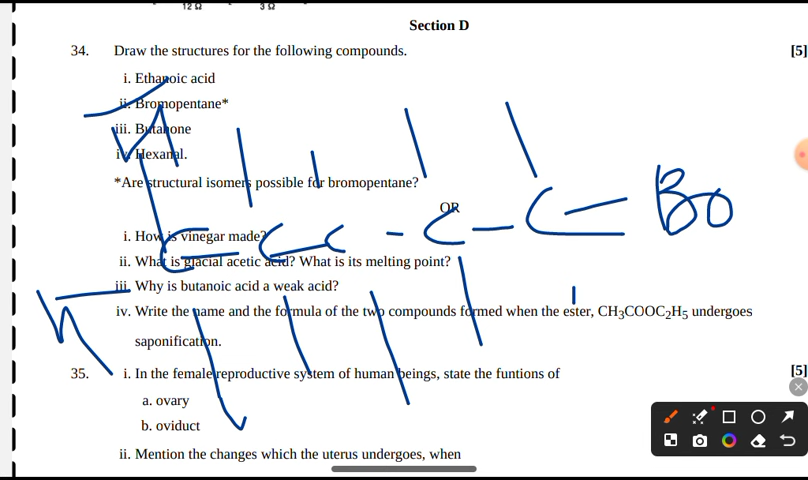 12 Ω 3 Ω
Section D
34. Draw the structures for the following compounds. [5]
i. Ethanoic acid
ii. Bromopentane*
iii. Butanone
iv. Hexanal.
*Are structural isomers possible for bromopentane?
OR
i. How is vinegar made?
ii. What is glacial acetic acid? What is its melting point?
iii. Why is butanoic acid a weak acid?
iv. Write the name and the formula of the two compounds formed when the ester, CH₃COOC₂H₅ undergoes
saponification.
35. i. In the female reproductive system of human beings, state the funtions of [5]
a. ovary
b. oviduct
ii. Mention the changes which the uterus undergoes, when
C C C - C - C - Br